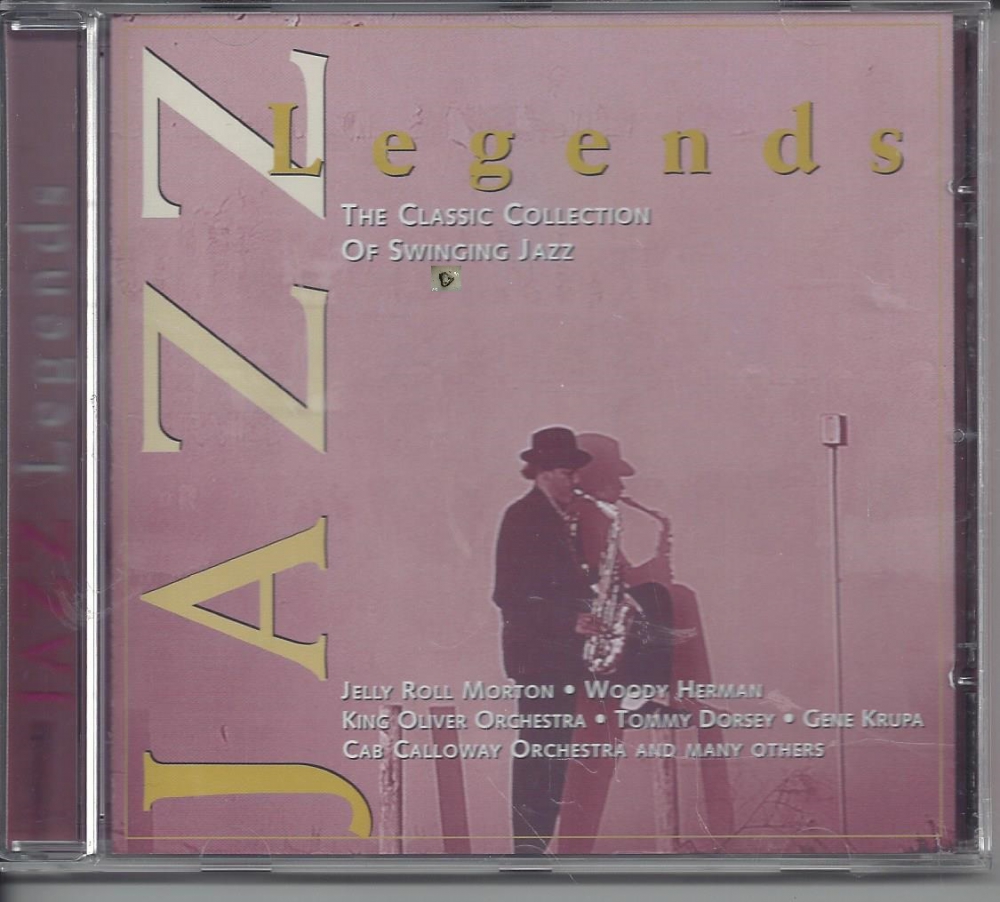 JAZZ
Legends
THE CLASSIC COLLECTION
OF SWINGING JAZZ
JELLY ROLL MORTON • WOODY HERMAN
KING OLIVER ORCHESTRA • TOMMY DORSEY • GENE KRUPA
CAB CALLOWAY ORCHESTRA AND MANY OTHERS
JAZZ Legends